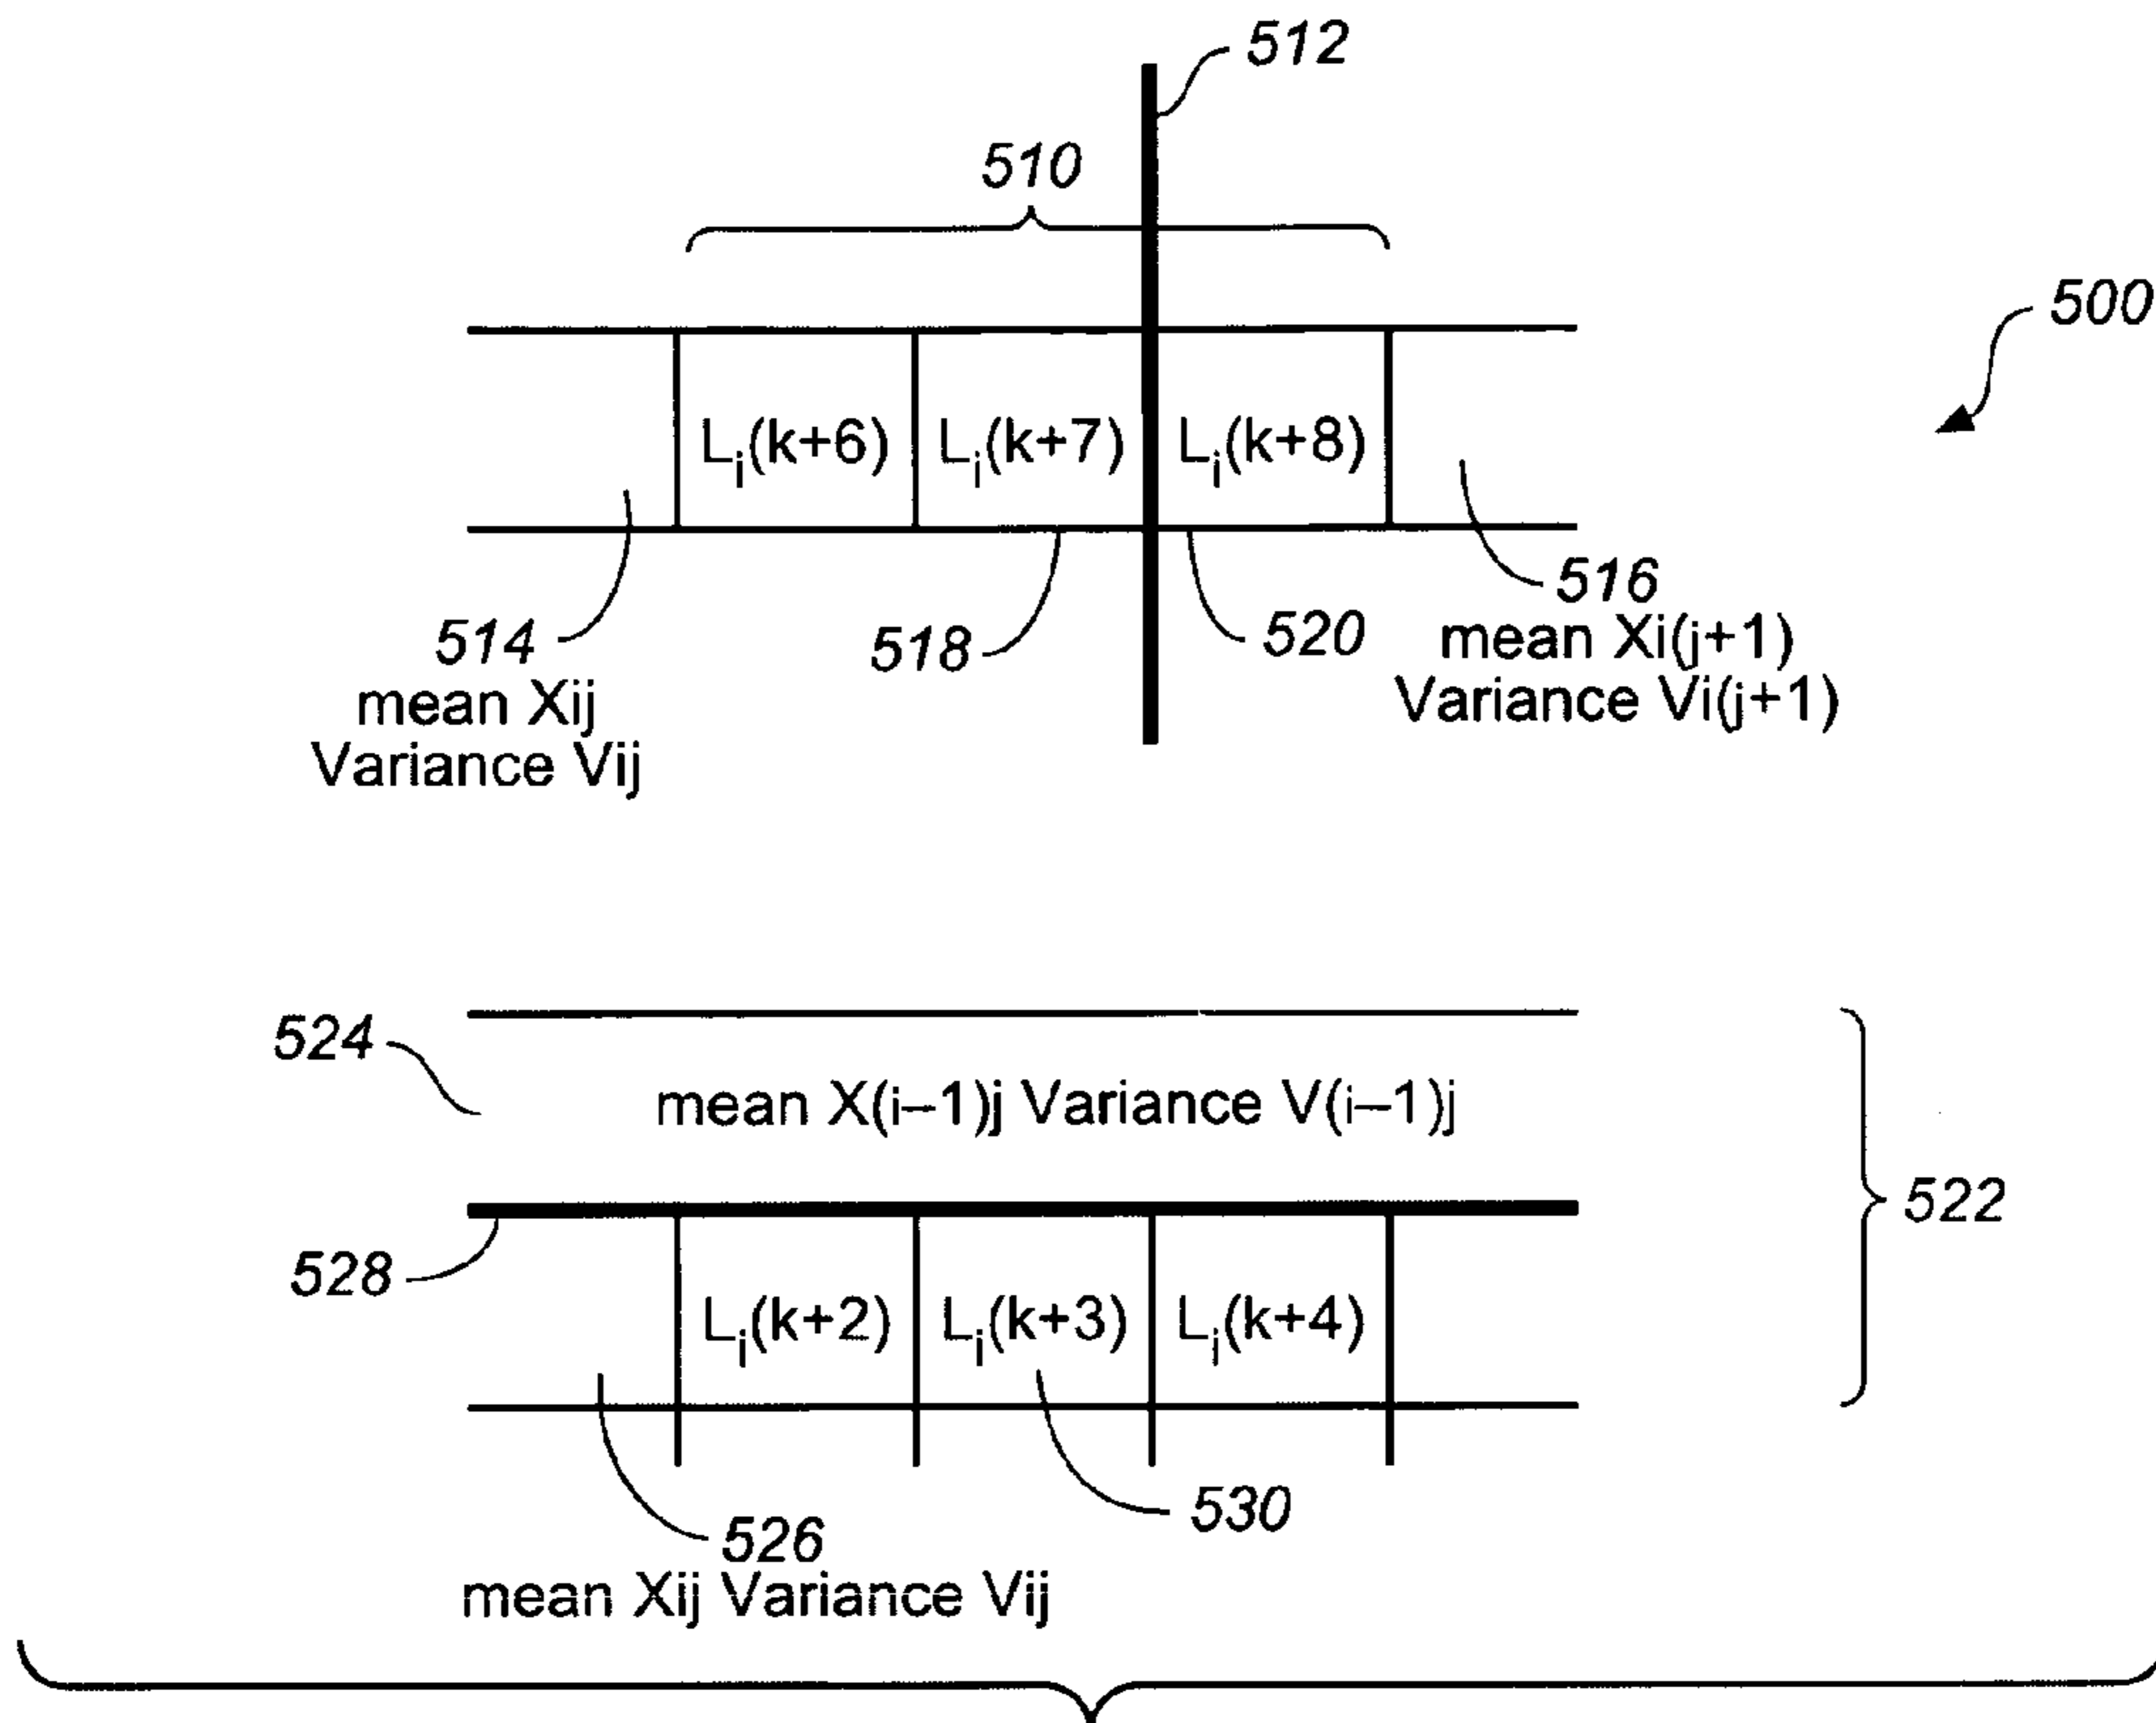 512
510
500
Li(k+6) Li(k+7) Li(k+8)
514
mean Xij
Variance Vij
518
520
516
mean Xi(j+1)
Variance Vi(j+1)
524
mean X(i–1)j Variance V(i–1)j
522
528
Li(k+2) Li(k+3) Li(k+4)
530
526
mean Xij Variance Vij